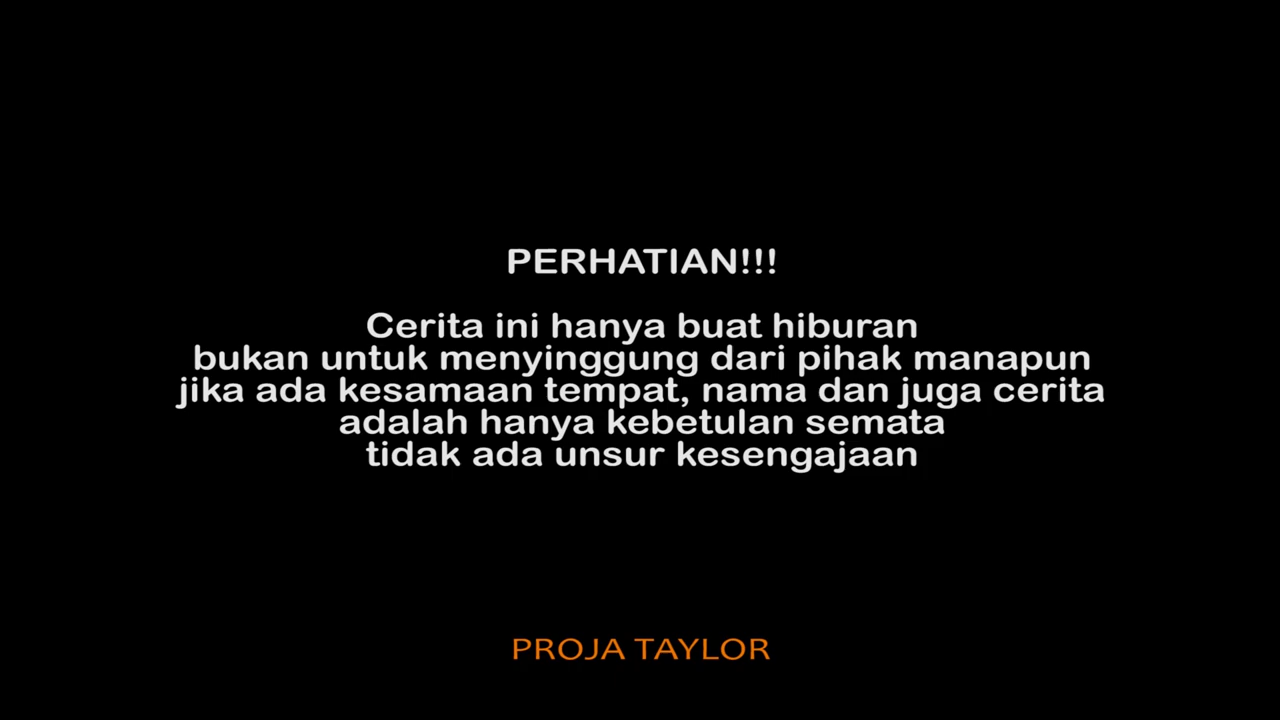 PERHATIAN!!!
Cerita ini hanya buat hiburan
bukan untuk menyinggung dari pihak manapun
jika ada kesamaan tempat, nama dan juga cerita
adalah hanya kebetulan semata
tidak ada unsur kesengajaan
PROJA TAYLOR